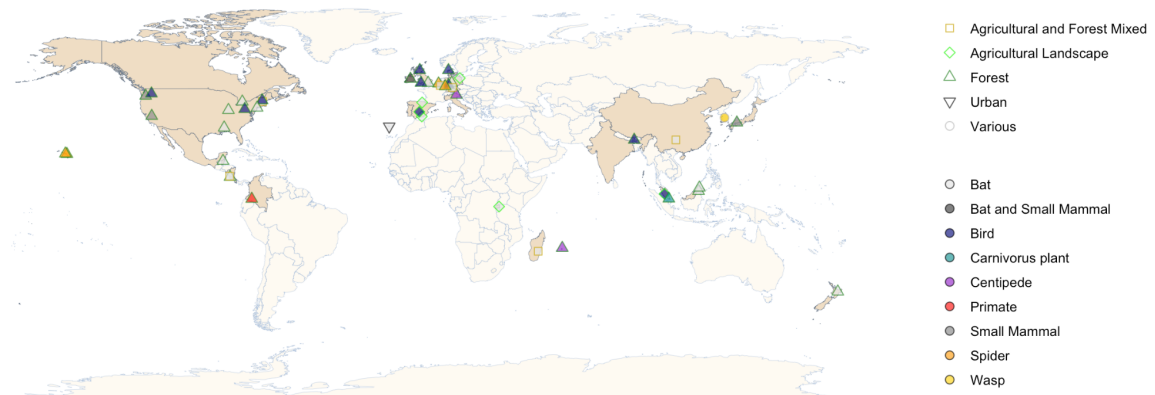 Agricultural and Forest Mixed
Agricultural Landscape
Forest
Urban
Various
Bat
Bat and Small Mammal
Bird
Carnivorus plant
Centipede
Primate
Small Mammal
Spider
Wasp